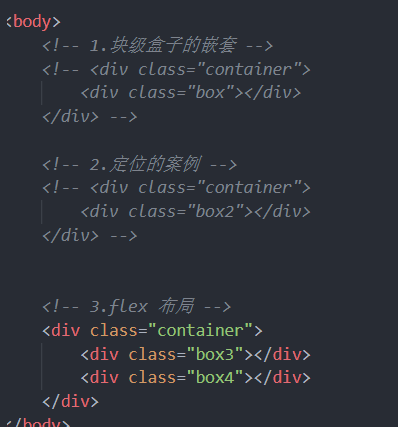 <body>
<!-- 1.块级盒子的嵌套 -->
<!-- <div class="container">
<div class="box"></div>
</div> -->
<!-- 2.定位的案例 -->
<!-- <div class="container">
<div class="box2"></div>
</div> -->
<!-- 3.flex 布局 -->
<div class="container">
<div class="box3"></div>
<div class="box4"></div>
</div>
</body>